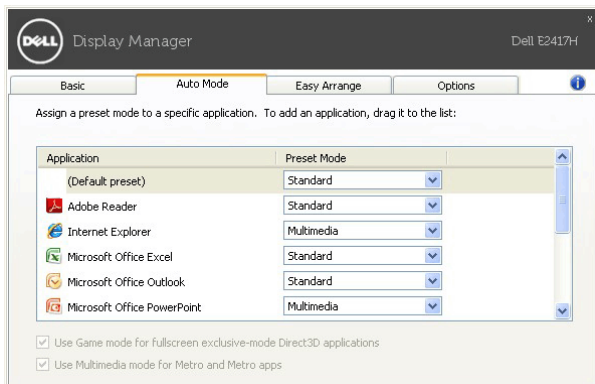 DELL Display Manager Dell E2417H
Basic Auto Mode Easy Arrange Options
Assign a preset mode to a specific application. To add an application, drag it to the list:
Application Preset Mode
(Default preset) Standard
Adobe Reader Standard
Internet Explorer Multimedia
Microsoft Office Excel Standard
Microsoft Office Outlook Standard
Microsoft Office PowerPoint Multimedia
Use Game mode for fullscreen exclusive-mode Direct3D applications
Use Multimedia mode for Metro and Metro apps